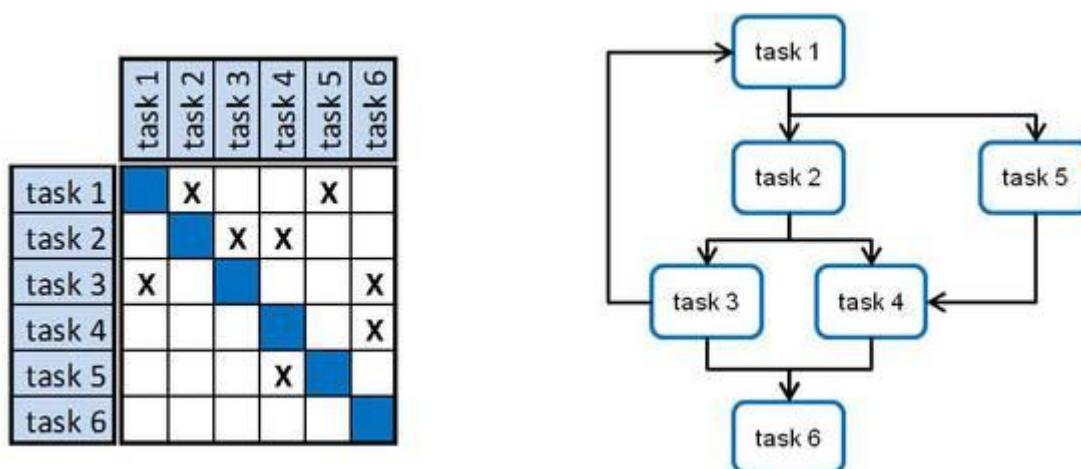 task 1 task 2 task 3 task 4 task 5 task 6
task 1 X X
task 2 X X
task 3 X X
task 4 X
task 5 X
task 6
task 1
task 2 task 5
task 3 task 4
task 6